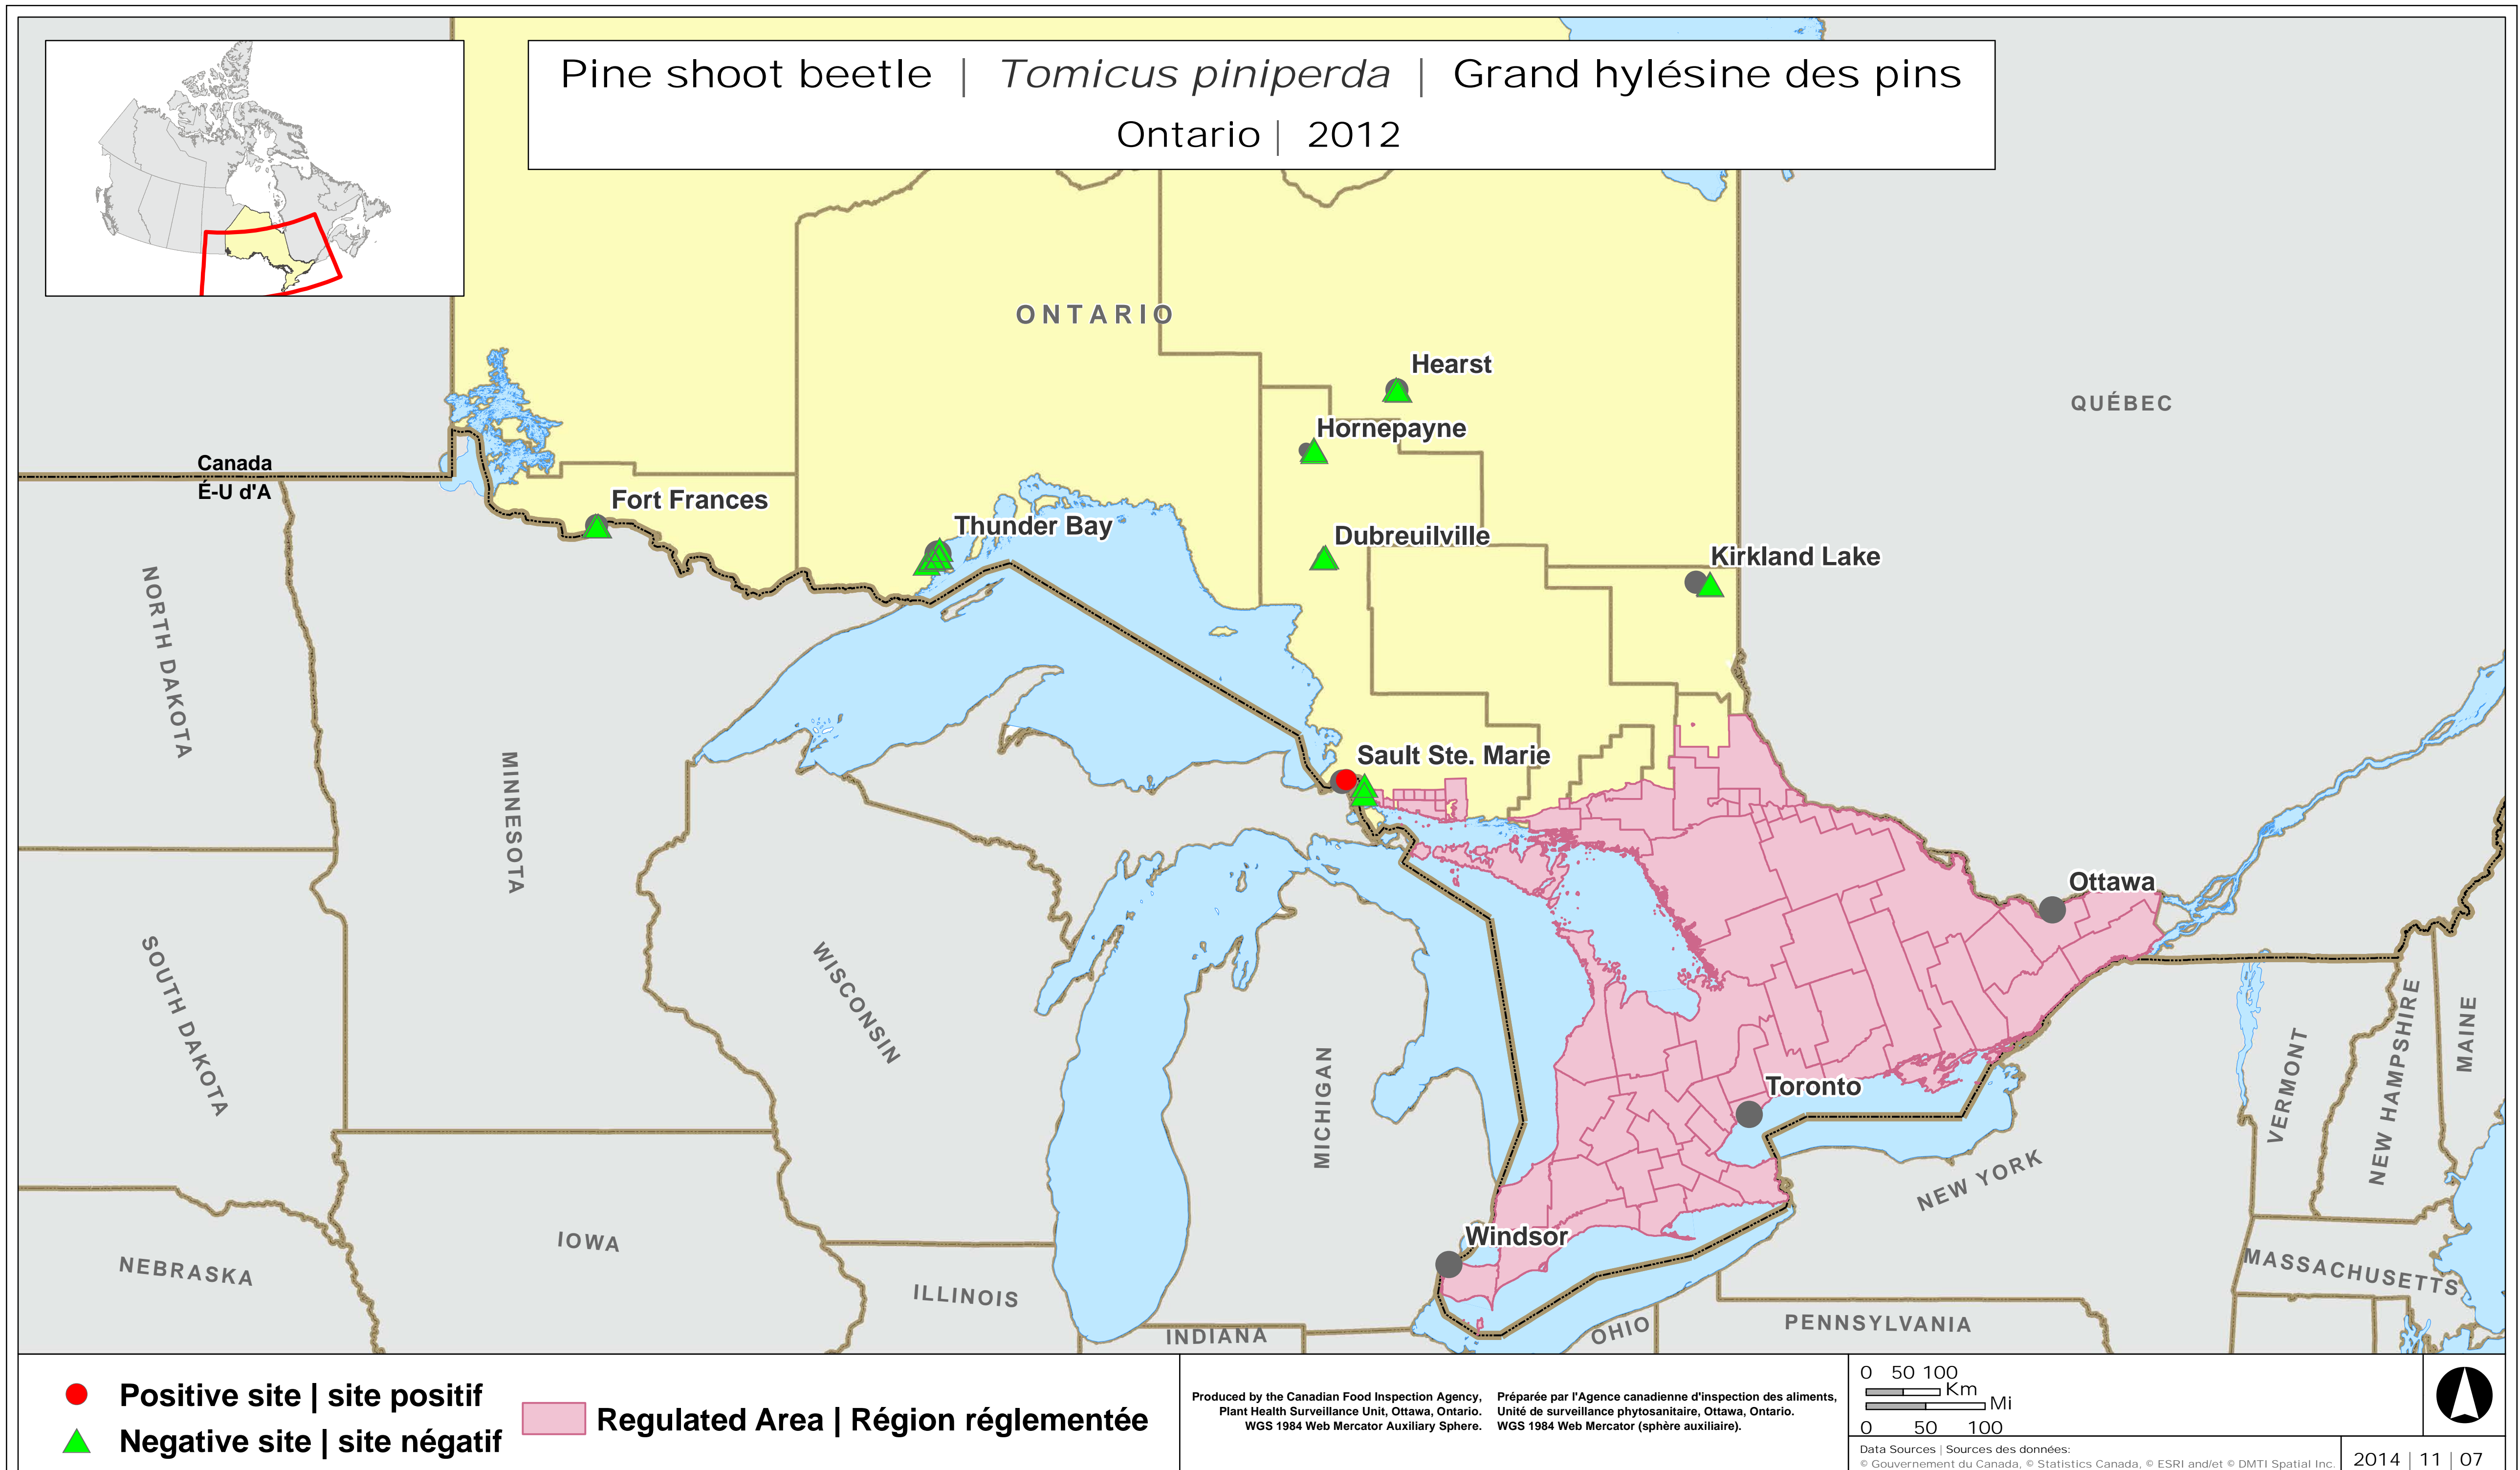 Pine shoot beetle | Tomicus piniperda | Grand hylésine des pins
Ontario | 2012
ONTARIO
Hearst
QUÉBEC
Hornepayne
Canada
É-U d'A
Fort Frances
Thunder Bay
Dubreuilville
Kirkland Lake
NORTH DAKOTA
MINNESOTA
Sault Ste. Marie
Ottawa
SOUTH DAKOTA
WISCONSIN
MICHIGAN
Toronto
VERMONT
NEW HAMPSHIRE
MAINE
NEW YORK
Windsor
IOWA
NEBRASKA
ILLINOIS
MASSACHUSETTS
INDIANA
OHIO
PENNSYLVANIA
Positive site | site positif
Negative site | site négatif
Regulated Area | Région réglementée
Produced by the Canadian Food Inspection Agency,
Plant Health Surveillance Unit, Ottawa, Ontario.
WGS 1984 Web Mercator Auxiliary Sphere.
Préparée par l'Agence canadienne d'inspection des aliments,
Unité de surveillance phytosanitaire, Ottawa, Ontario.
WGS 1984 Web Mercator (sphère auxiliaire).
0 50 100
Km
Mi
0 50 100
Data Sources | Sources des données:
© Gouvernement du Canada, © Statistics Canada, © ESRI and/et © DMTI Spatial Inc.
2014 | 11 | 07